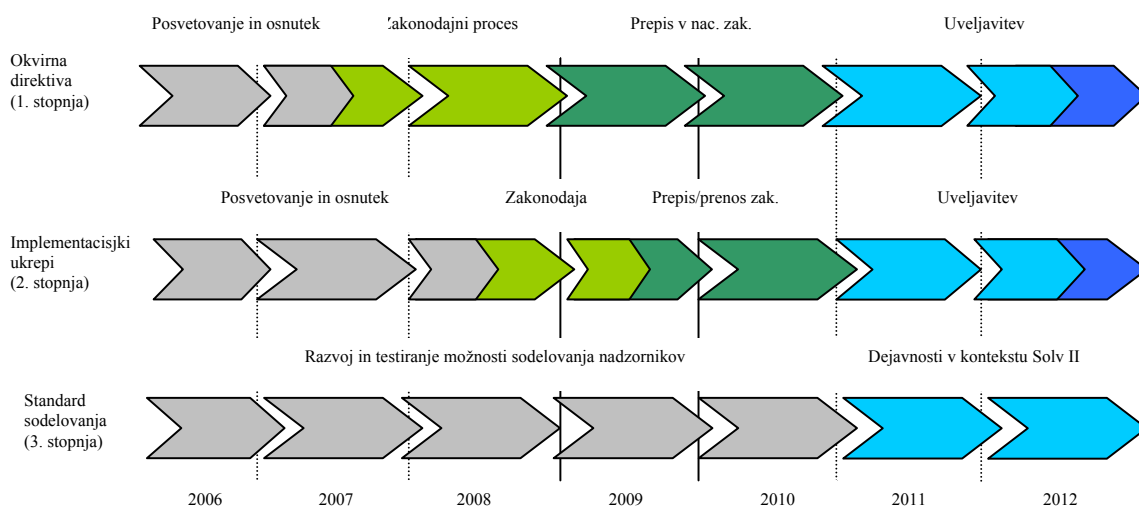 Posvetovanje in osnutek
Zakonodajni proces
Prepis v nac. zak.
Uveljavitev
Okvirna
direktiva
(1. stopnja)
Posvetovanje in osnutek
Zakonodaja
Prepis/prenos zak.
Uveljavitev
Implementacisjki
ukrepi
(2. stopnja)
Razvoj in testiranje možnosti sodelovanja nadzornikov
Dejavnosti v kontekstu Solv II
Standard
sodelovanja
(3. stopnja)
2006
2007
2008
2009
2010
2011
2012